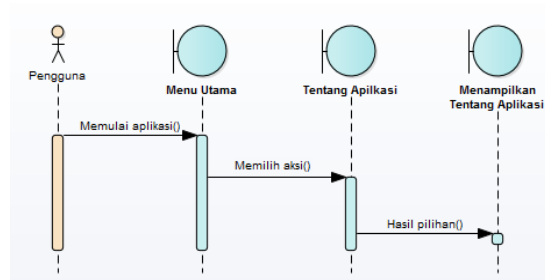 Pengguna
Menu Utama
Tentang Apilkasi
Menampilkan
Tentang Aplikasi
Memulai aplikasi()
Memilih aksi()
Hasil pilihan()